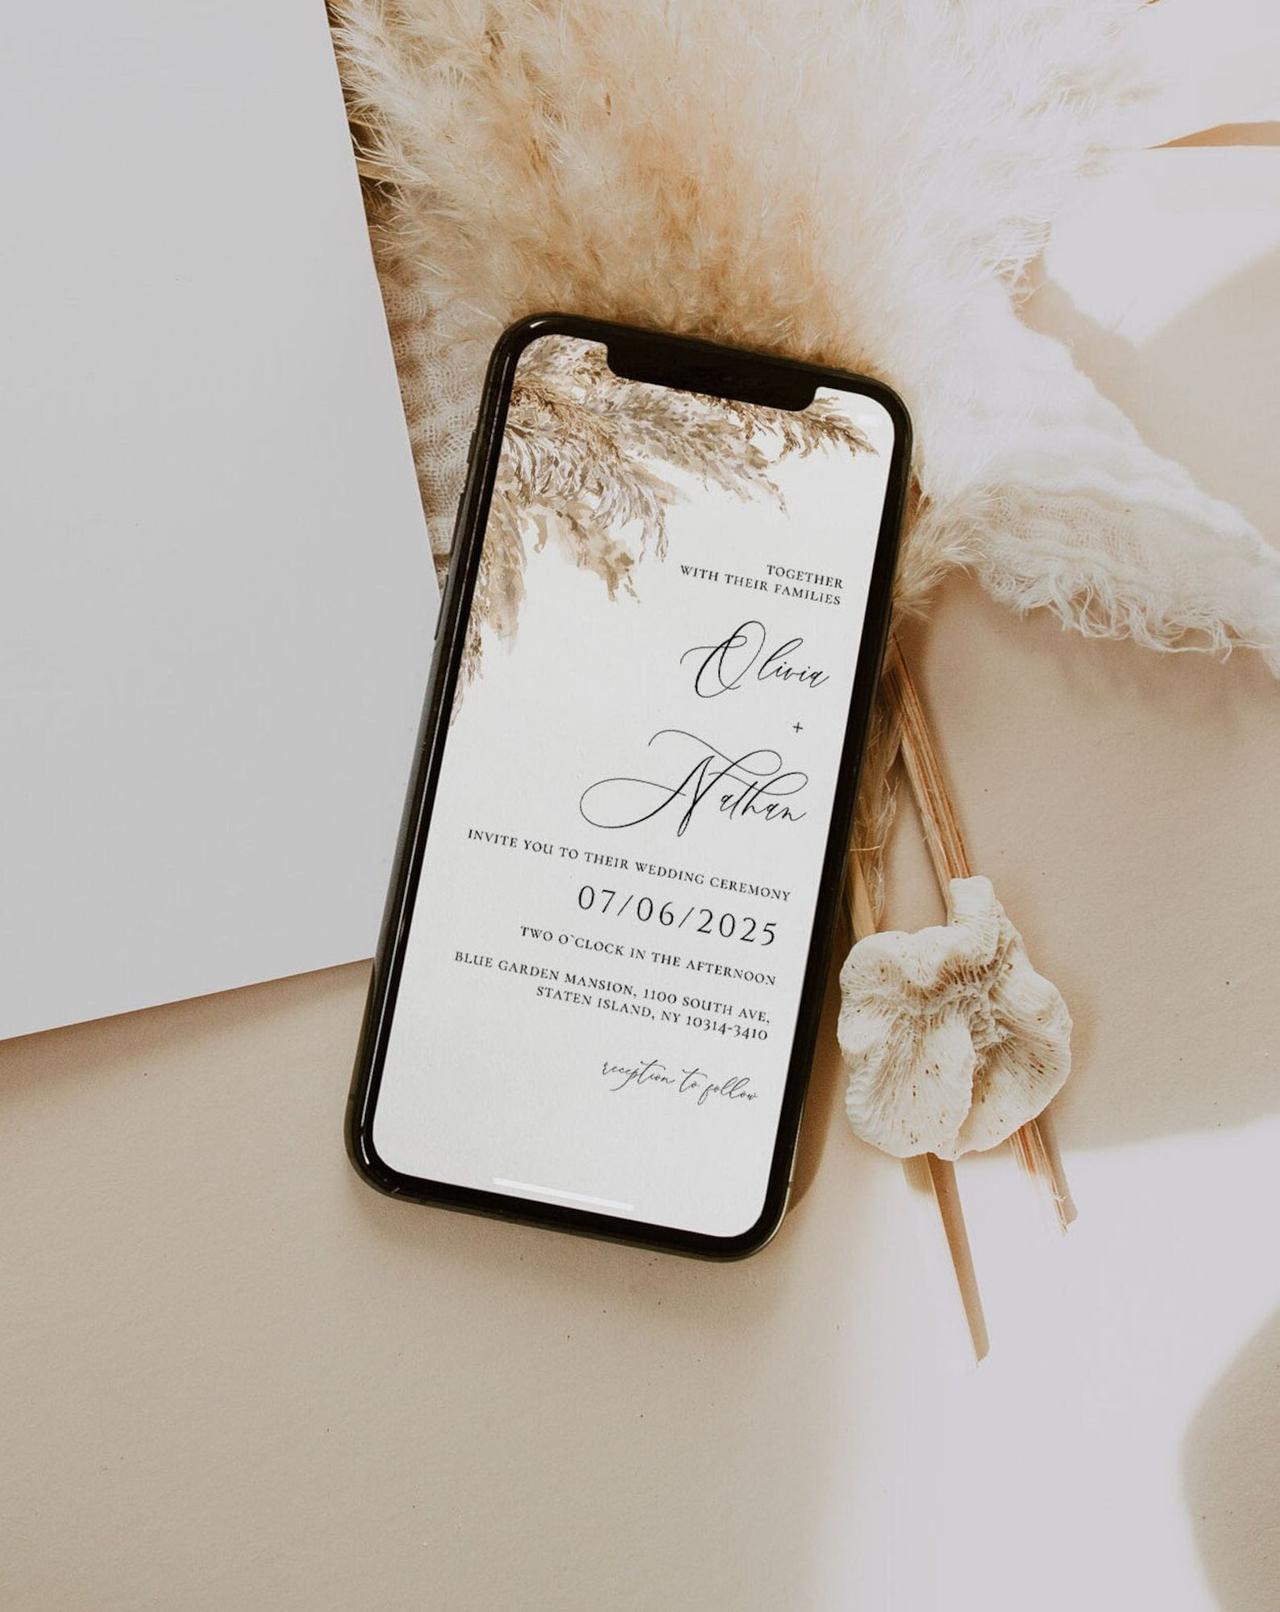 TOGETHER
WITH THEIR FAMILIES
Olivia
+
Nathan
INVITE YOU TO THEIR WEDDING CEREMONY
07/06/2025
TWO O`CLOCK IN THE AFTERNOON
BLUE GARDEN MANSION, 1100 SOUTH AVE,
STATEN ISLAND, NY 10314-3410
reception to follow